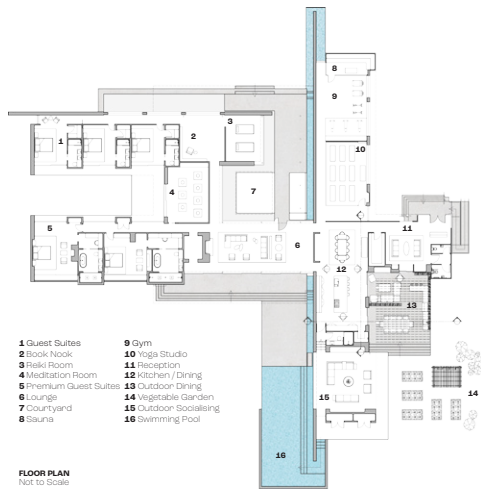 8
9
3
1
2
10
4
7
11
5
6
12
13
1 Guest Suites
2 Book Nook
3 Reiki Room
4 Meditation Room
5 Premium Guest Suites
6 Lounge
7 Courtyard
8 Sauna
9 Gym
10 Yoga Studio
11 Reception
12 Kitchen / Dining
13 Outdoor Dining
14 Vegetable Garden
15 Outdoor Socialising
16 Swimming Pool
14
15
16
FLOOR PLAN
Not to Scale